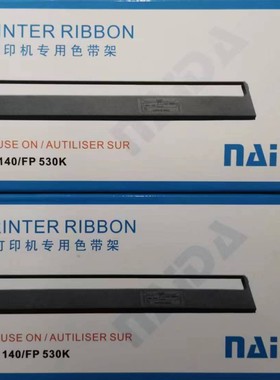 INTER RIBBON
印机专用色带架
USE ON / AUTILISER SUR
nai
140/FP 530K
INTER RIBBON
印机专用色带架
USE ON / AUTILISER SUR
nai
140/FP 530K